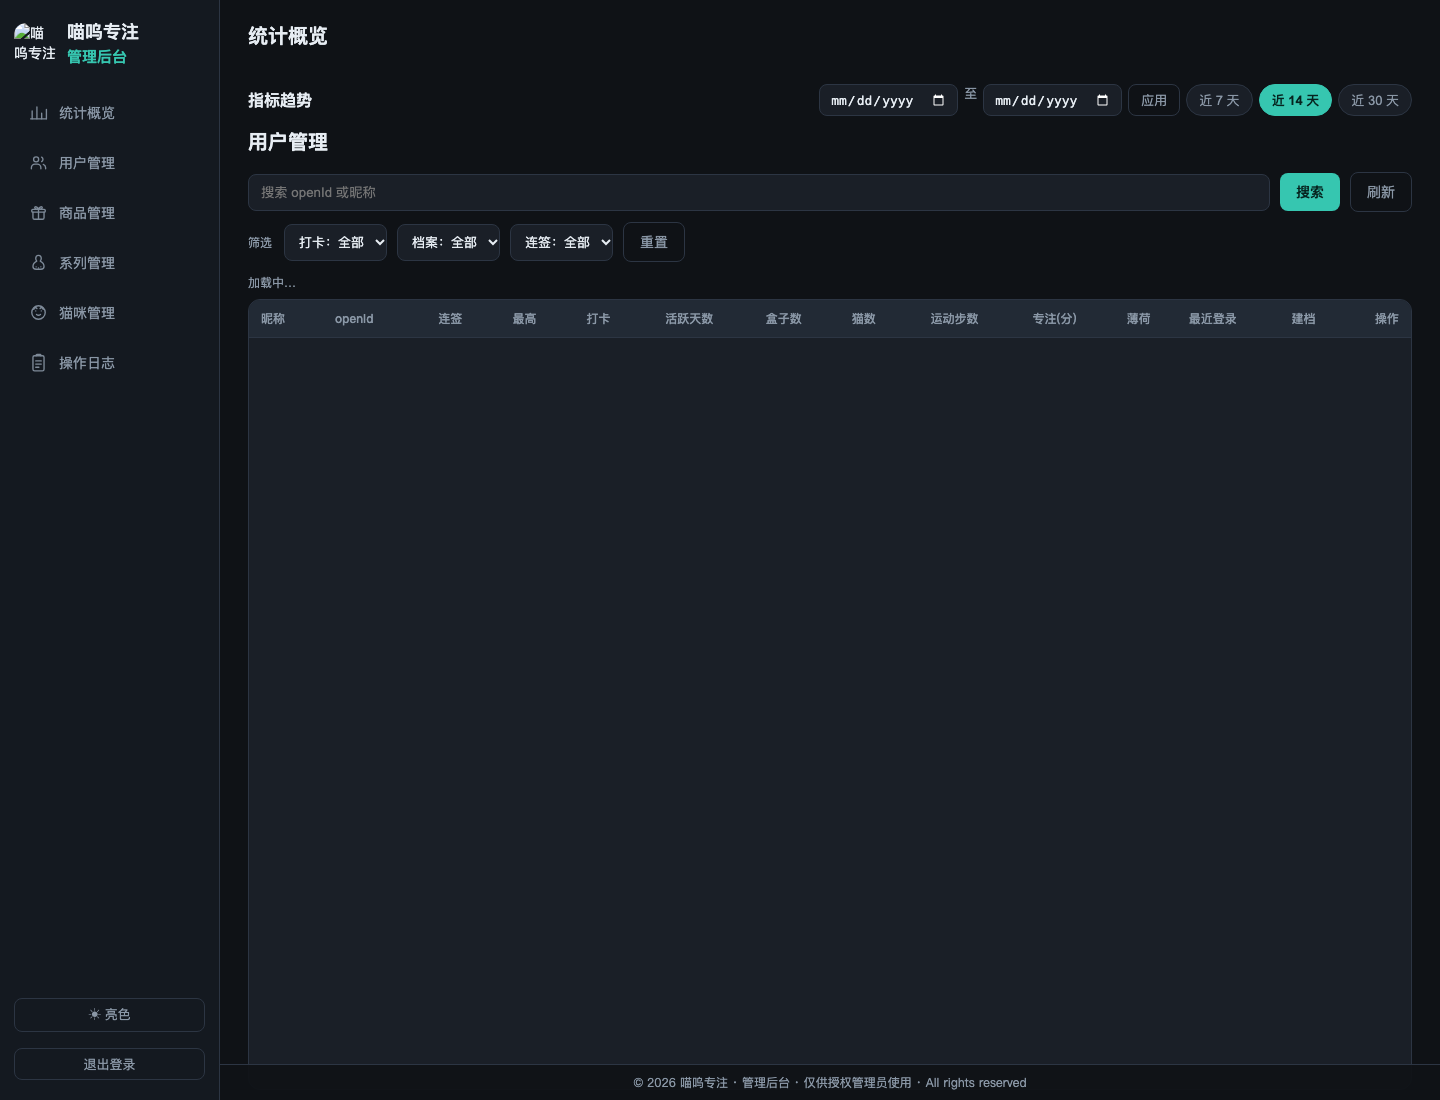 喵呜专注
喵呜专注
管理后台
统计概览
用户管理
商品管理
系列管理
猫咪管理
操作日志
亮色
退出登录
统计概览
指标趋势
mm/dd/yyyy 至 mm/dd/yyyy 应用 近 7 天 近 14 天 近 30 天
用户管理
搜索 openId 或昵称 搜索 刷新
筛选 打卡：全部 档案：全部 连签：全部 重置
加载中…
昵称 openId 连签 最高 打卡 活跃天数 盒子数 猫数 运动步数 专注(分) 薄荷 最近登录 建档 操作
© 2026 喵呜专注 · 管理后台 · 仅供授权管理员使用 · All rights reserved